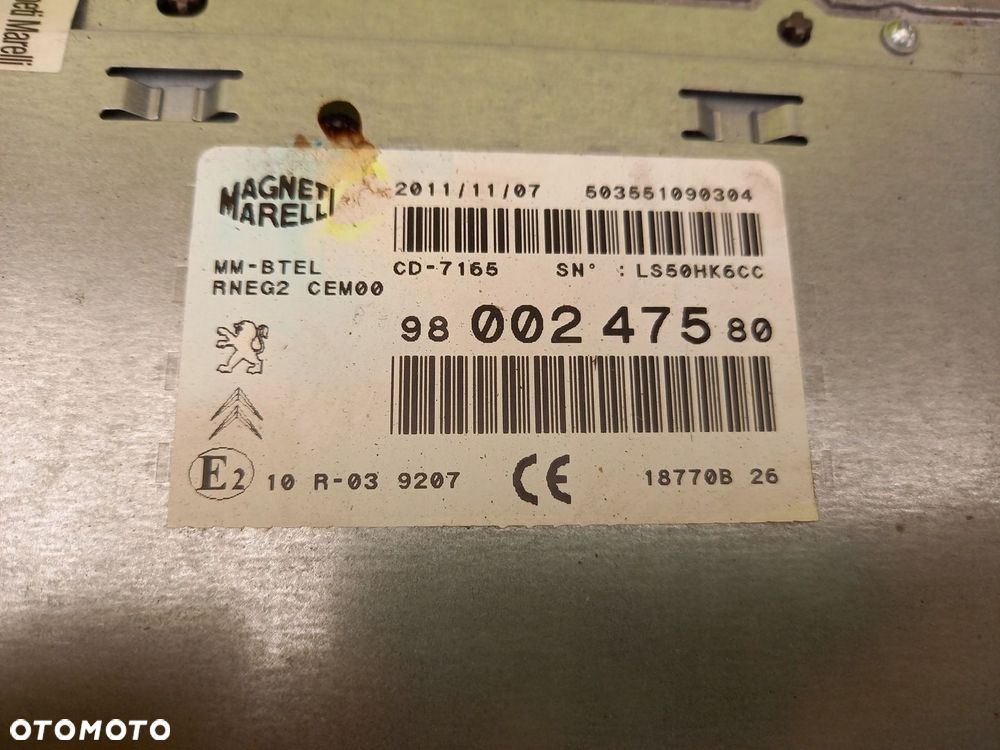 eti Marelli
MAGNETI
MARELLI
2011/11/07 503551090304
MM-BTEL
RNEG2 CEM00
CD-7165 SN° : LS50HK6CC
98 002 475 80
E2 10 R-03 9207 CE 18770B 26
OTOMOTO